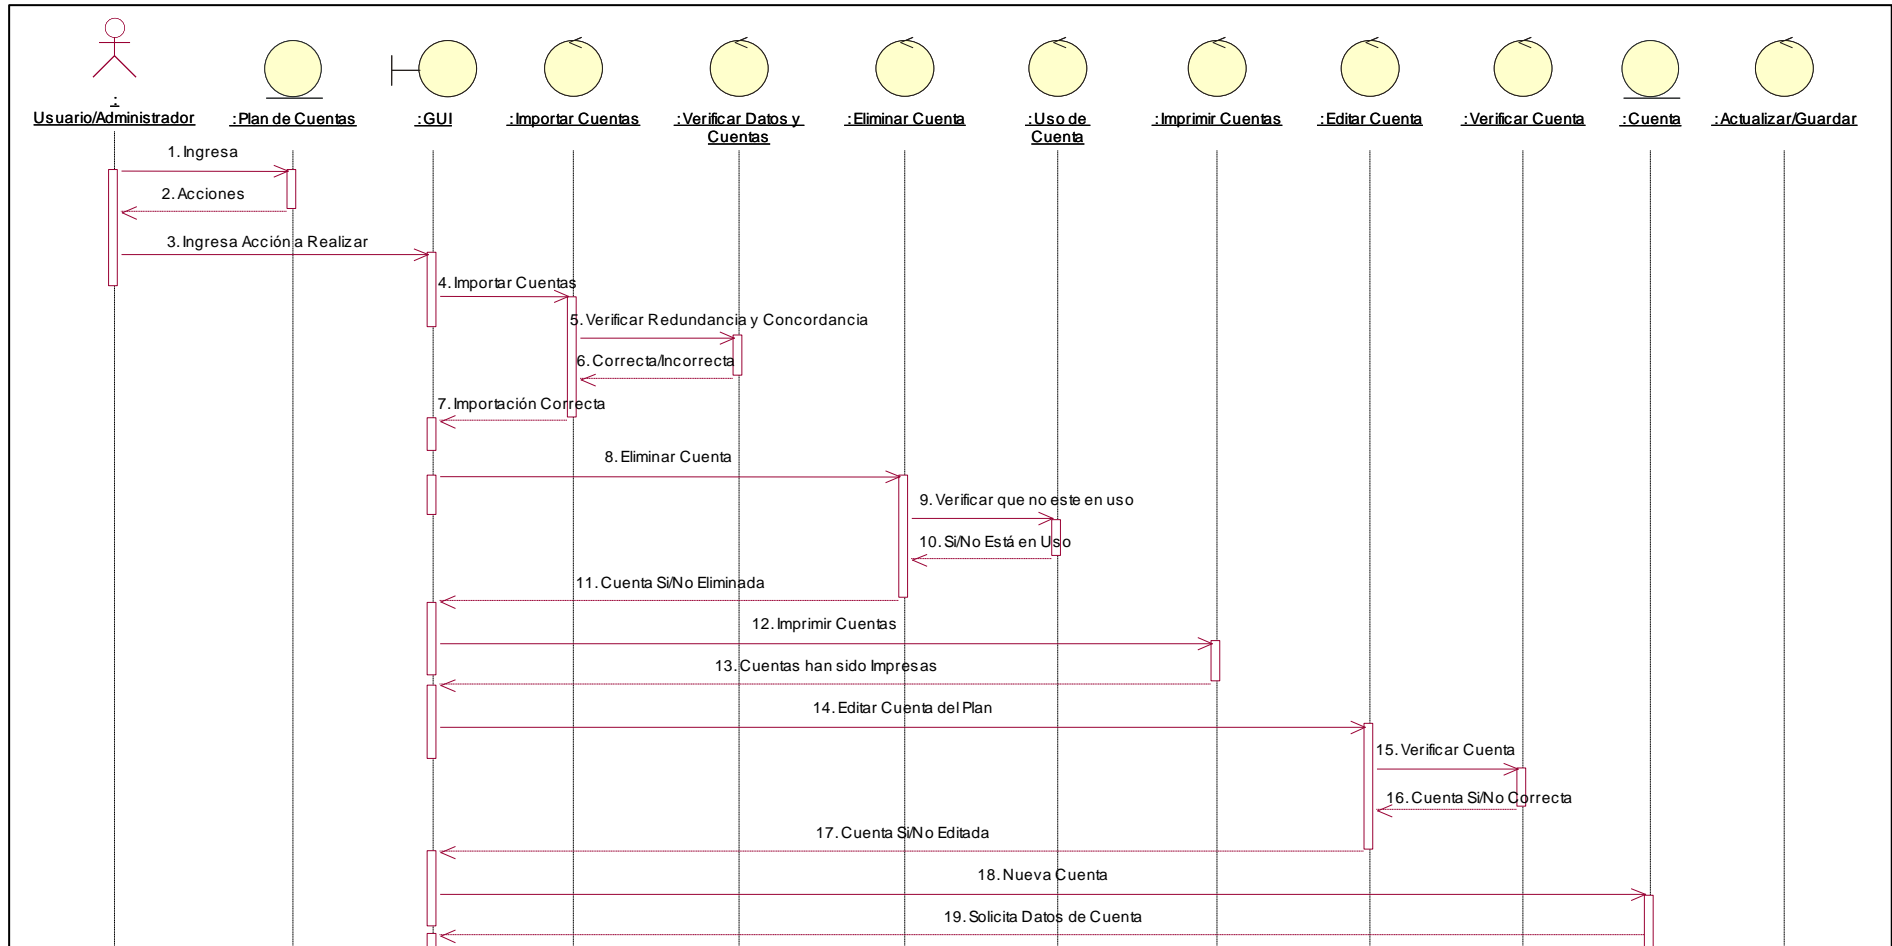 :
Usuario/Administrador
:Plan de Cuentas
:GUI
:Importar Cuentas
:Verificar Datos y
Cuentas
:Eliminar Cuenta
:Uso de
Cuenta
:Imprimir Cuentas
:Editar Cuenta
:Verificar Cuenta
:Cuenta
:Actualizar/Guardar
1. Ingresa
2. Acciones
3. Ingresa Acción a Realizar
4. Importar Cuentas
5. Verificar Redundancia y Concordancia
6. Correcta/Incorrecta
7. Importación Correcta
8. Eliminar Cuenta
9. Verificar que no este en uso
10. Si/No Está en Uso
11. Cuenta Si/No Eliminada
12. Imprimir Cuentas
13. Cuentas han sido Impresas
14. Editar Cuenta del Plan
15. Verificar Cuenta
16. Cuenta Si/No Correcta
17. Cuenta Si/No Editada
18. Nueva Cuenta
19. Solicita Datos de Cuenta